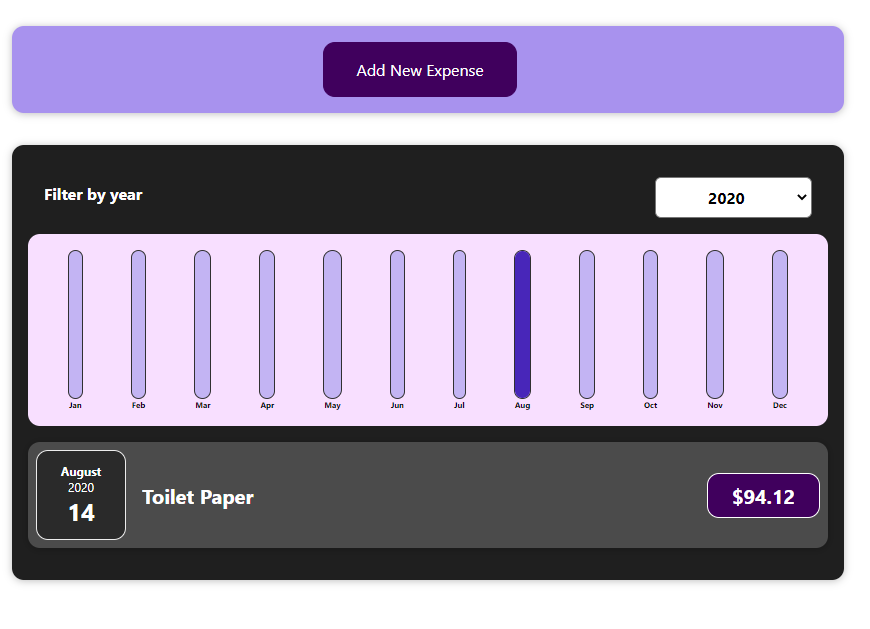 Add New Expense
Filter by year
2020
Jan Feb Mar Apr May Jun Jul Aug Sep Oct Nov Dec
August
2020
14
Toilet Paper
$94.12